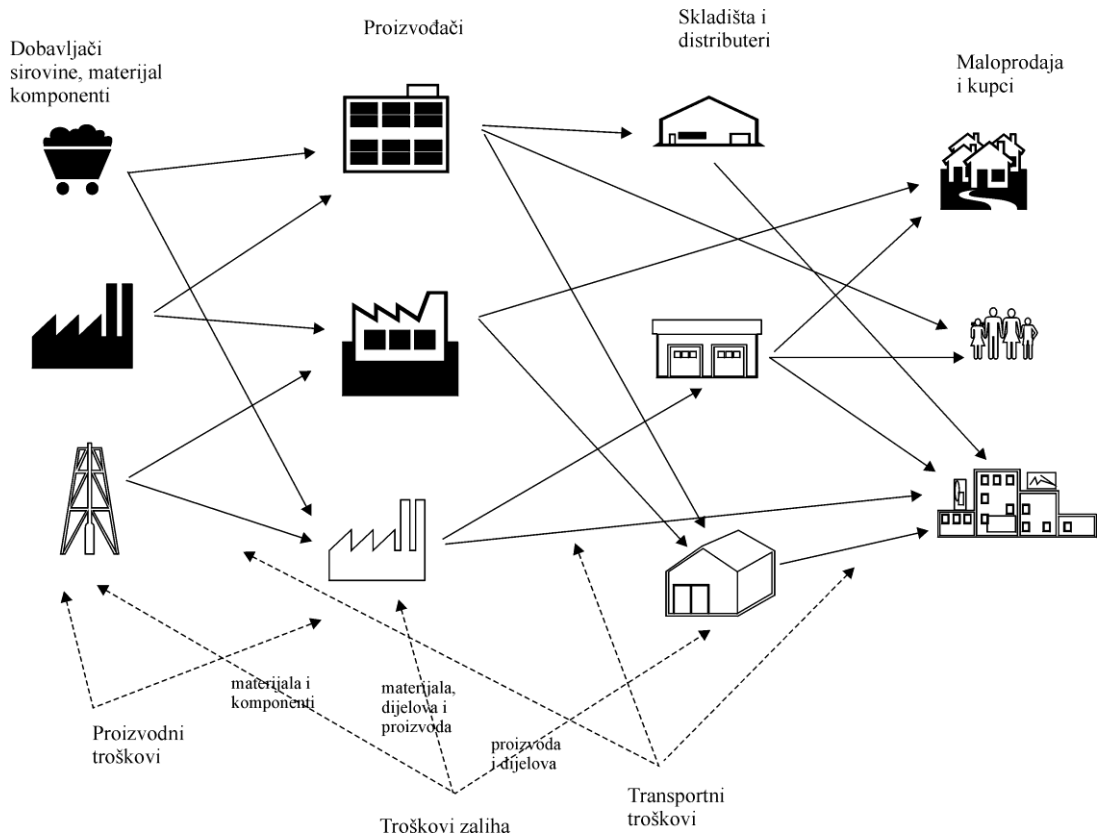 Dobavljači
sirovine, materijal
komponenti
Proizvođači
Skladišta i
distributeri
Maloprodaja
i kupci
materijala i
komponenti
materijala,
dijelova i
proizvoda
proizvoda
i dijelova
Proizvodni
troškovi
Troškovi zaliha
Transportni
troškovi